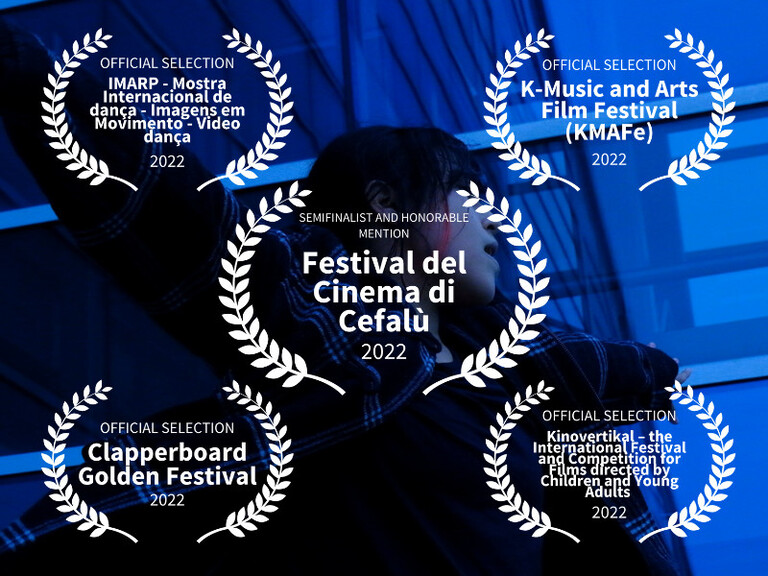 OFFICIAL SELECTION
IMARP - Mostra
Internacional de
dança - Imagens em
Movimento - Video
dança
2022
OFFICIAL SELECTION
K-Music and Arts
Film Festival
(KMAFe)
2022
SEMIFINALIST AND HONORABLE
MENTION
Festival del
Cinema di
Cefalù
2022
OFFICIAL SELECTION
Clapperboard
Golden Festival
2022
OFFICIAL SELECTION
Kinovertikal – the
International Festival
and Competition for
Films directed by
Children and Young
Adults
2022